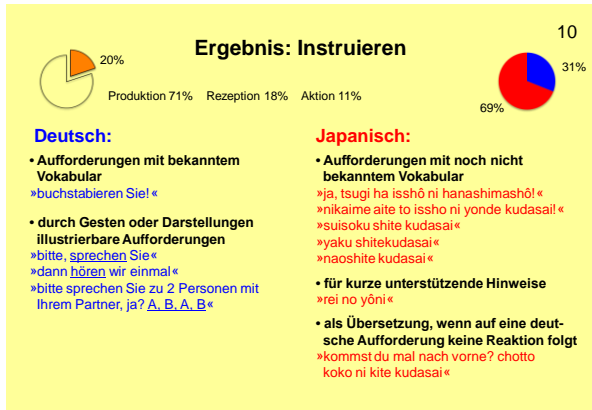 10
Ergebnis: Instruieren
20%
31%
69%
Produktion 71% Rezeption 18% Aktion 11%
Deutsch:
• Aufforderungen mit bekanntem
Vokabular
»buchstabieren Sie!«
• durch Gesten oder Darstellungen
illustrierbare Aufforderungen
»bitte, sprechen Sie«
»dann hören wir einmal«
»bitte sprechen Sie zu 2 Personen mit
Ihrem Partner, ja? A, B, A, B«
Japanisch:
• Aufforderungen mit noch nicht
bekanntem Vokabular
»ja, tsugi ha isshô ni hanashimashô!«
»nikaime aite to issho ni yonde kudasai!«
»suisoku shite kudasai«
»yaku shitekudasai«
»naoshite kudasai«
• für kurze unterstützende Hinweise
»rei no yôni«
• als Übersetzung, wenn auf eine deut-
sche Aufforderung keine Reaktion folgt
»kommst du mal nach vorne? chotto
koko ni kite kudasai«